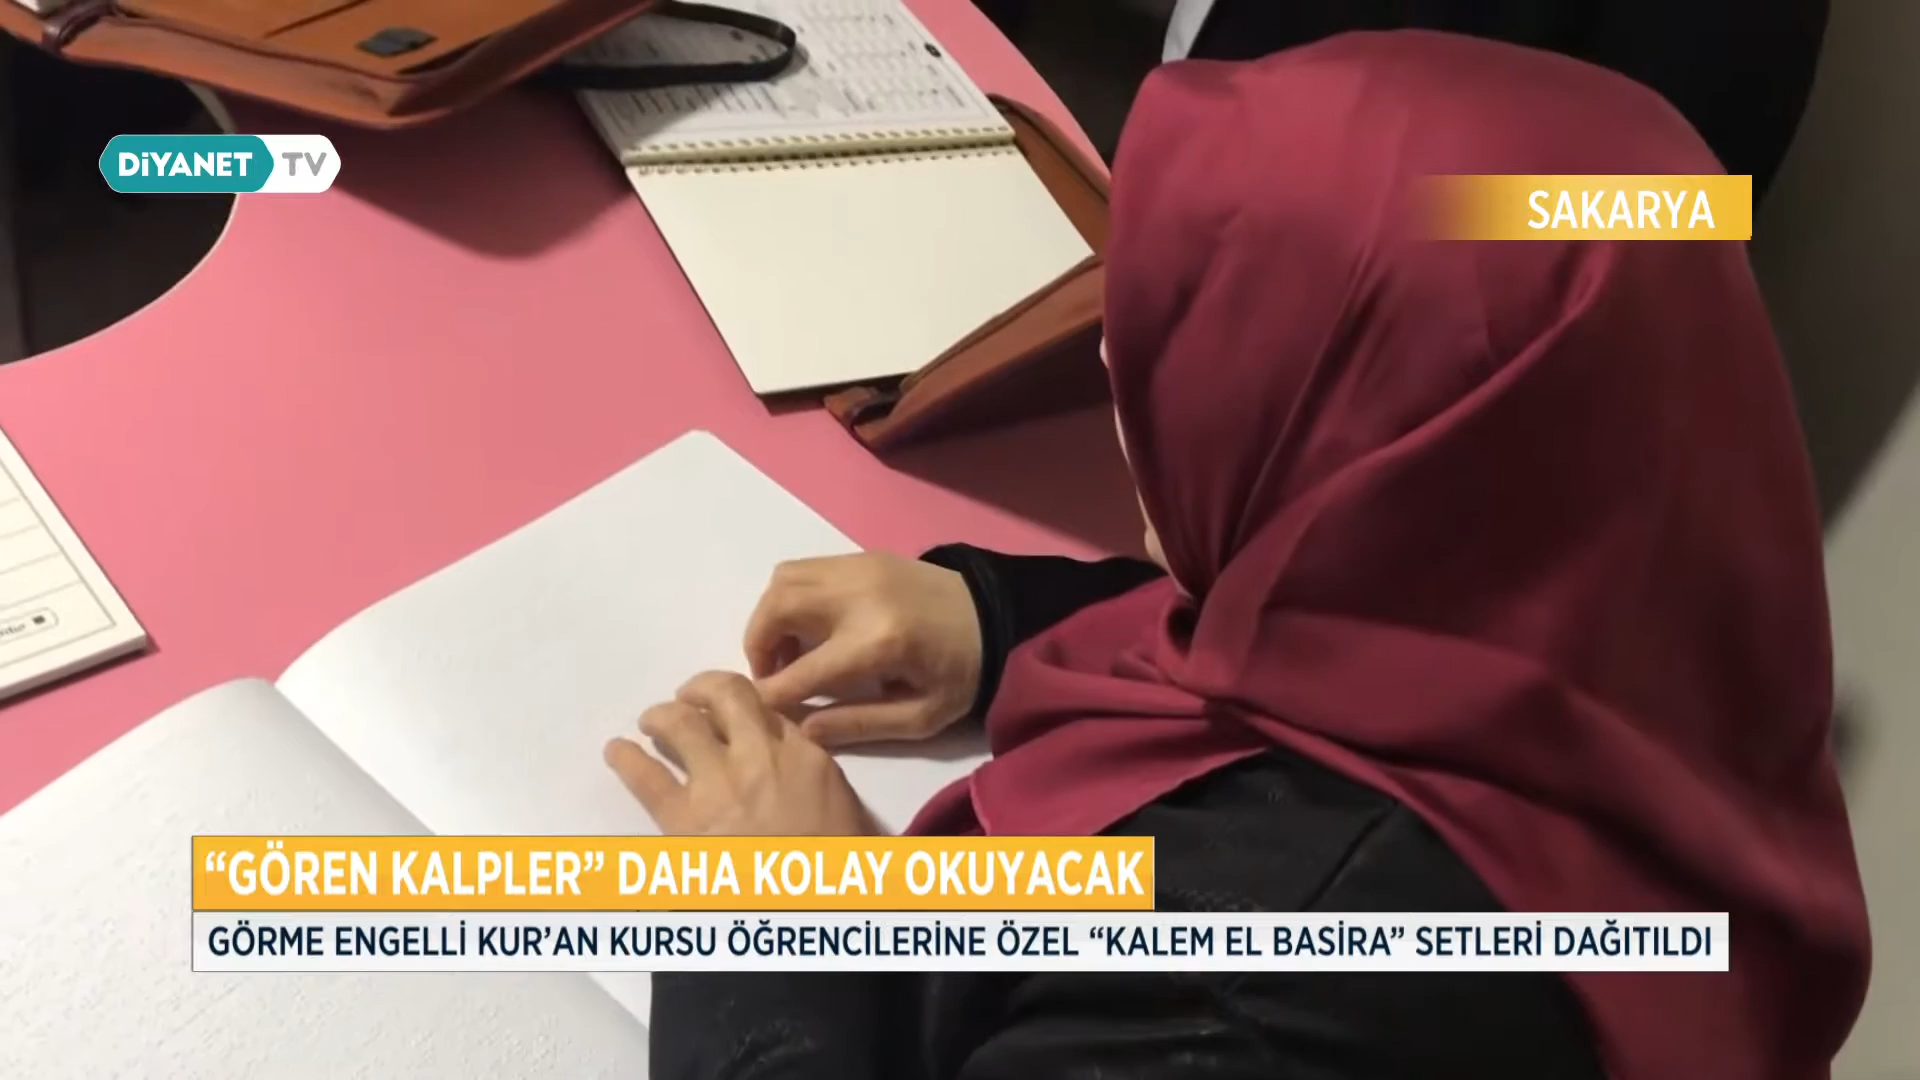 DİYANET TV
SAKARYA
“GÖREN KALPLER” DAHA KOLAY OKUYACAK
GÖRME ENGELLİ KUR’AN KURSU ÖĞRENCİLERİNE ÖZEL “KALEM EL BASİRA” SETLERİ DAĞITILDI